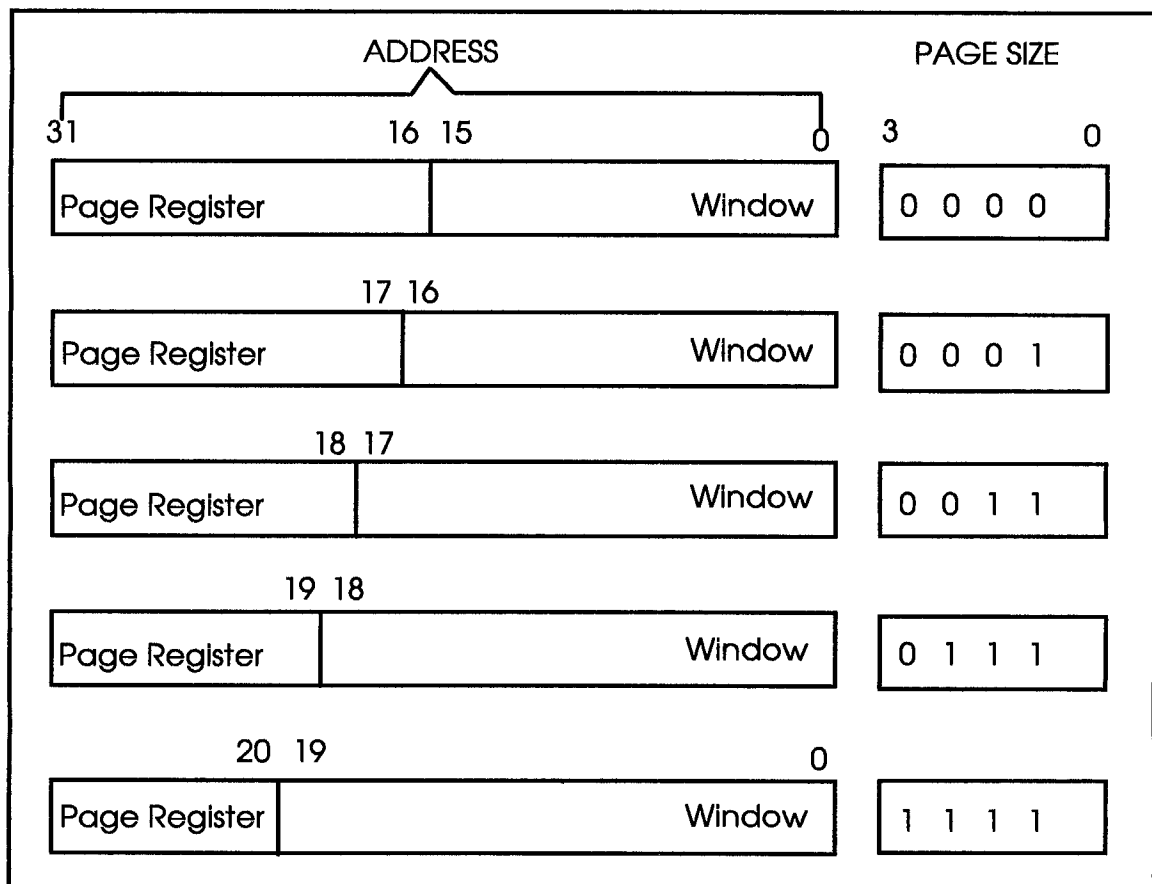 ADDRESS PAGE SIZE
31 16 15 0 3 0
Page Register Window 0 0 0 0
17 16
Page Register Window 0 0 0 1
18 17
Page Register Window 0 0 1 1
19 18
Page Register Window 0 1 1 1
20 19 0
Page Register Window 1 1 1 1